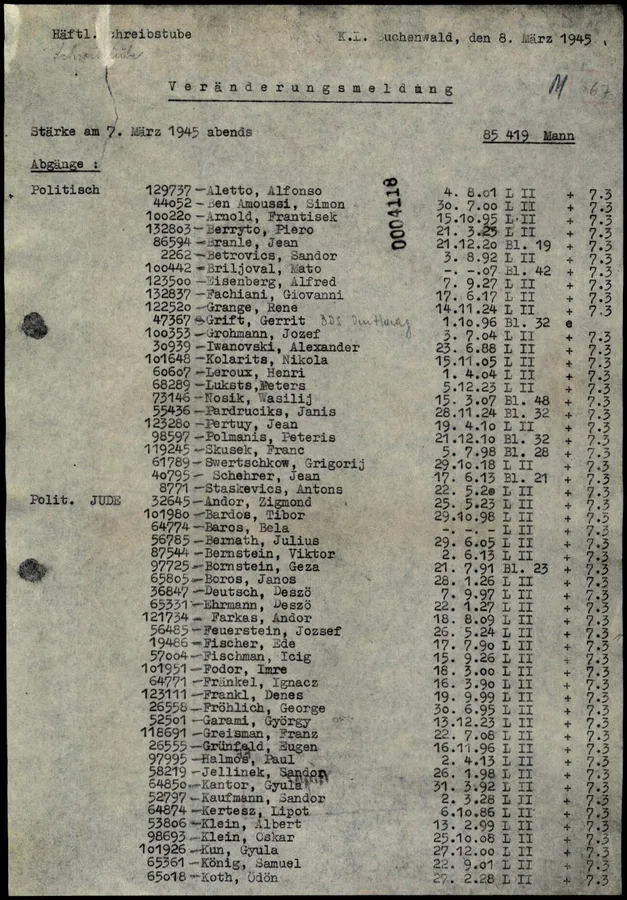 Häftl. Schreibstube K.L. Buchenwald, den 8. März 1945.
Veränderungsmeldung
Stärke am 7. März 1945 abends 85 419 Mann
Abgänge :
0004118
Politisch 129737 - Aletto, Alfonso 4. 8.01 L II + 7.3
44052 - Ben Amoussi, Simon 30. 7.00 L II + 7.3
100220 - Arnold, Frantisek 15.10.95 L II + 7.3
132803 - Berryto, Piero 21. 3.23 L II + 7.3
86594 - Branle, Jean 21.12.20 Bl. 19 + 7.3
2262 - Betrovics, Sandor 3. 8.92 L II + 7.3
100442 - Briljoval, Mato -. -.07 Bl. 42 + 7.3
123500 - Eisenberg, Alfred 7. 9.27 L II + 7.3
132837 - Fachiani, Giovanni 17. 6.17 L II + 7.3
122520 - Grange, Rene 14.11.24 L II + 7.3
47367 - Grift, Gerrit 1.10.96 Bl. 32 e
100353 - Grohmann, Jozef 3. 7.04 L II + 7.3
30939 - Iwanovski, Alexander 23. 6.88 L II + 7.3
101648 - Kolarits, Nikola 15.11.05 L II + 7.3
60607 - Leroux, Henri 1. 4.04 L II + 7.3
68289 - Luksts, Peters 5.12.23 L II + 7.3
73146 - Nosik, Wasilij 15. 3.07 Bl. 48 + 7.3
55436 - Pardruciks, Janis 28.11.24 Bl. 32 + 7.3
123280 - Pertuy, Jean 19. 4.10 L II + 7.3
98597 - Polmanis, Peteris 21.12.10 Bl. 32 + 7.3
119245 - Skusek, Franc 5. 7.98 Bl. 28 + 7.3
61789 - Swertschkow, Grigorij 29.10.18 L II + 7.3
40795 - Schehrer, Jean 17. 6.13 Bl. 21 + 7.3
8771 - Staskevics, Antons 22. 5.20 L II + 7.3
Polit. JUDE 32645 - Andor, Zigmond 25. 5.23 L II + 7.3
101980 - Bardos, Tibor 29.10.98 L II + 7.3
64774 - Baros, Bela -. -.- L II + 7.3
56785 - Bernath, Julius 29. 6.05 L II + 7.3
87544 - Bernstein, Viktor 2. 6.13 L II + 7.3
97725 - Bornstein, Geza 21. 7.91 Bl. 23 + 7.3
65805 - Boros, Janos 28. 1.26 L II + 7.3
36847 - Deutsch, Deszö 7. 9.97 L II + 7.3
65331 - Ehrmann, Deszö 22. 1.27 L II + 7.3
121734 - Farkas, Andor 18. 8.09 L II + 7.3
56485 - Feuerstein, Jozsef 26. 5.24 L II + 7.3
19486 - Fischer, Ede 17. 7.90 L II + 7.3
57004 - Fischman, Icig 15. 9.26 L II + 7.3
101951 - Fodor, Imre 18. 3.00 L II + 7.3
64771 - Fränkel, Ignacz 16. 3.90 L II + 7.3
123111 - Frankl, Denes 19. 9.99 L II + 7.3
26558 - Fröhlich, George 30. 6.95 L II + 7.3
52501 - Garami, György 13.12.23 L II + 7.3
118691 - Greisman, Franz 22. 7.08 L II + 7.3
26555 - Grünfeld, Eugen 16.11.96 L II + 7.3
97995 - Halmos, Paul 2. 4.13 L II + 7.3
58219 - Jellinek, Sandor 26. 1.98 L II + 7.3
64850 - Kantor, Gyula 31. 3.92 L II + 7.3
52797 - Kaufmann, Sandor 2. 3.28 L II + 7.3
64874 - Kertesz, Lipot 6.10.86 L II + 7.3
53806 - Klein, Albert 13. 2.99 L II + 7.3
98693 - Klein, Oskar 25.10.08 L II + 7.3
101926 - Kun, Gyula 27.12.00 L II + 7.3
65361 - König, Samuel 22. 9.01 L II + 7.3
65018 - Koth, Ödön 27. 2.28 L II + 7.3